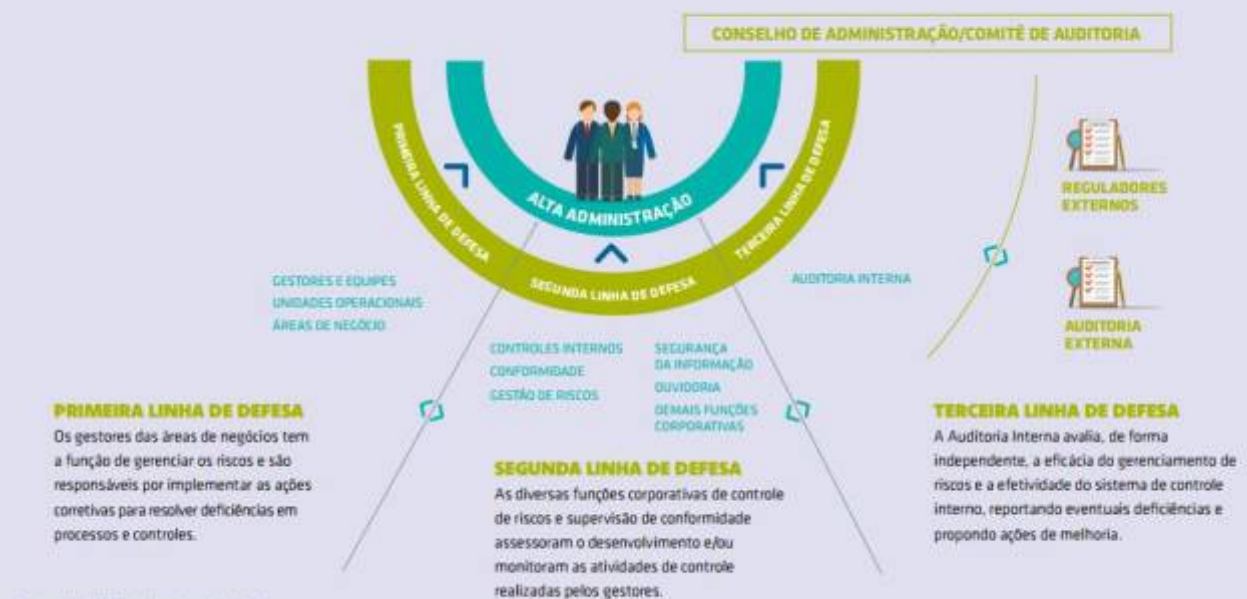 CONSELHO DE ADMINISTRAÇÃO/COMITÊ DE AUDITORIA
PRIMEIRA LINHA DE DEFESA
ALTA ADMINISTRAÇÃO
SEGUNDA LINHA DE DEFESA
TERCEIRA LINHA DE DEFESA
REGULADORES
EXTERNOS
AUDITORIA
EXTERNA
GESTORES E EQUIPES
UNIDADES OPERACIONAIS
ÁREAS DE NEGÓCIO
CONTROLES INTERNOS
CONFORMIDADE
GESTÃO DE RISCOS
SEGURANÇA
DA INFORMAÇÃO
OUVIDORIA
DEMAIS FUNÇÕES
CORPORATIVAS
AUDITORIA INTERNA
PRIMEIRA LINHA DE DEFESA
Os gestores das áreas de negócios tem
a função de gerenciar os riscos e são
responsáveis por implementar as ações
corretivas para resolver deficiências em
processos e controles.
SEGUNDA LINHA DE DEFESA
As diversas funções corporativas de controle
de riscos e supervisão de conformidade
assessoram o desenvolvimento e/ou
monitoram as atividades de controle
realizadas pelos gestores.
TERCEIRA LINHA DE DEFESA
A Auditoria Interna avalia, de forma
independente, a eficácia do gerenciamento de
riscos e a efetividade do sistema de controle
interno, reportando eventuais deficiências e
propondo ações de melhoria.